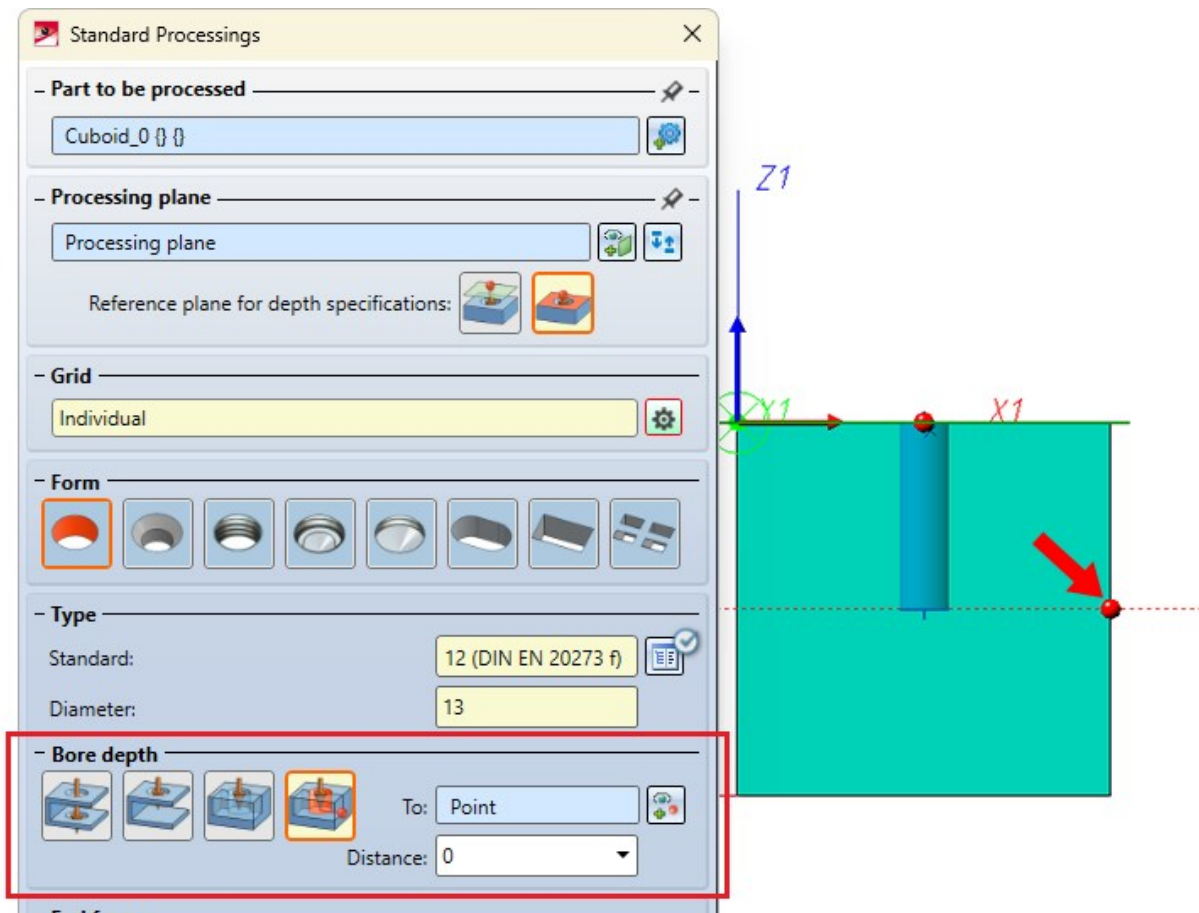 Standard Processings
Part to be processed
Cuboid_0 {} {}
Processing plane
Processing plane
Reference plane for depth specifications:
Grid
Individual
Form
Type
Standard: 12 (DIN EN 20273 f)
Diameter: 13
Bore depth
To: Point
Distance: 0
Z1
Y1 X1